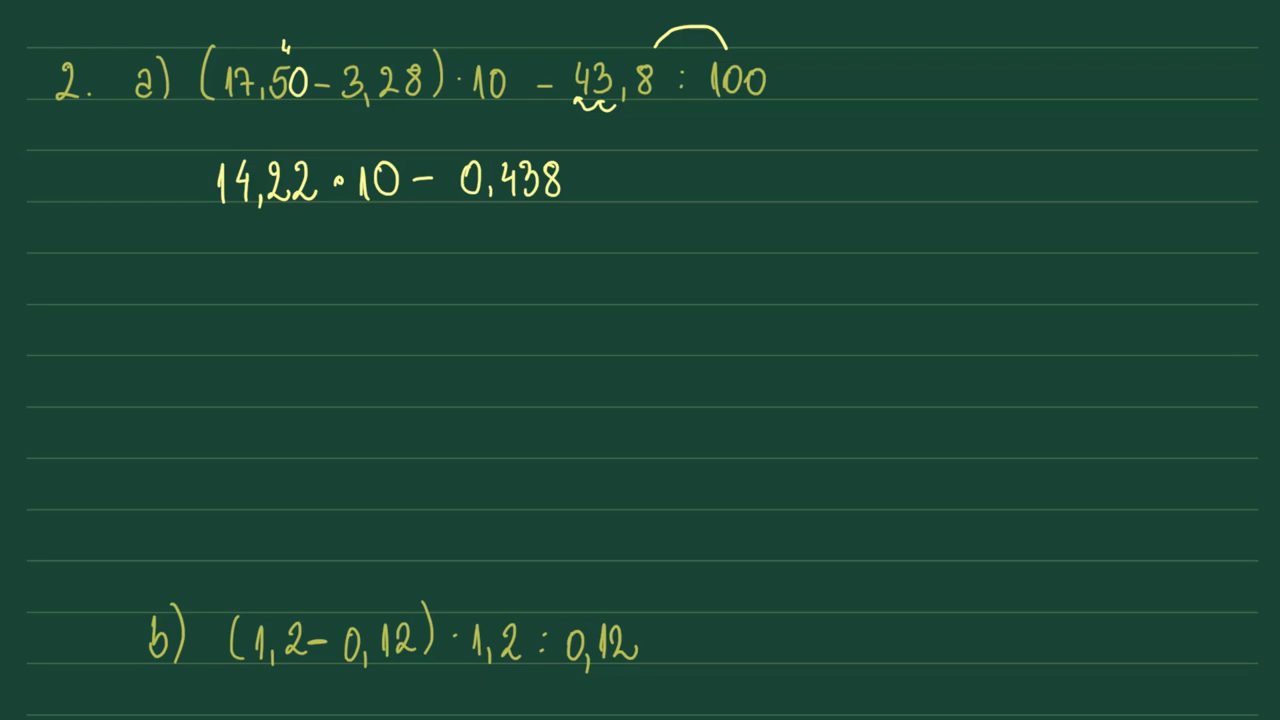 4
2. a) (17,50 - 3,28) · 10 - 43,8 : 100
14,22 · 10 - 0,438
b) (1,2 - 0,12) · 1,2 : 0,12